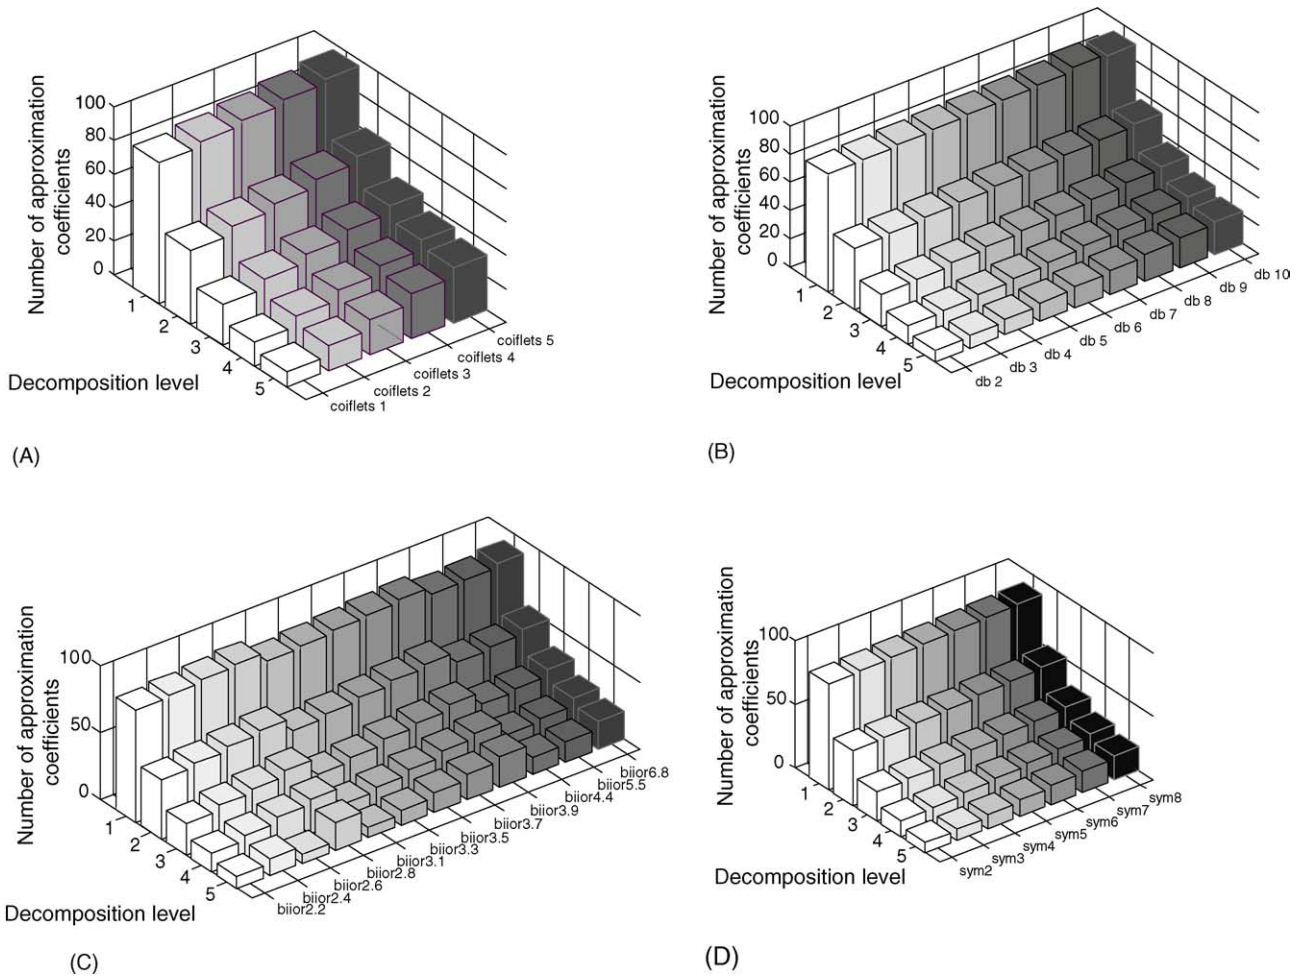 Number of approximation
coefficients
100
80
60
40
20
0
1
2
3
4
5
Decomposition level
coiflets 1
coiflets 2
coiflets 3
coiflets 4
coiflets 5
(A)
Number of approximation
coefficients
100
80
60
40
20
0
1
2
3
4
5
Decomposition level
db 2
db 3
db 4
db 5
db 6
db 7
db 8
db 9
db 10
(B)
Number of approximation
coefficients
100
50
0
1
2
3
4
5
Decomposition level
biior2.2
biior2.4
biior2.6
biior2.8
biior3.1
biior3.3
biior3.5
biior3.7
biior3.9
biior4.4
biior5.5
biior6.8
(C)
Number of approximation
coefficients
100
50
0
1
2
3
4
5
Decomposition level
sym2
sym3
sym4
sym5
sym6
sym7
sym8
(D)